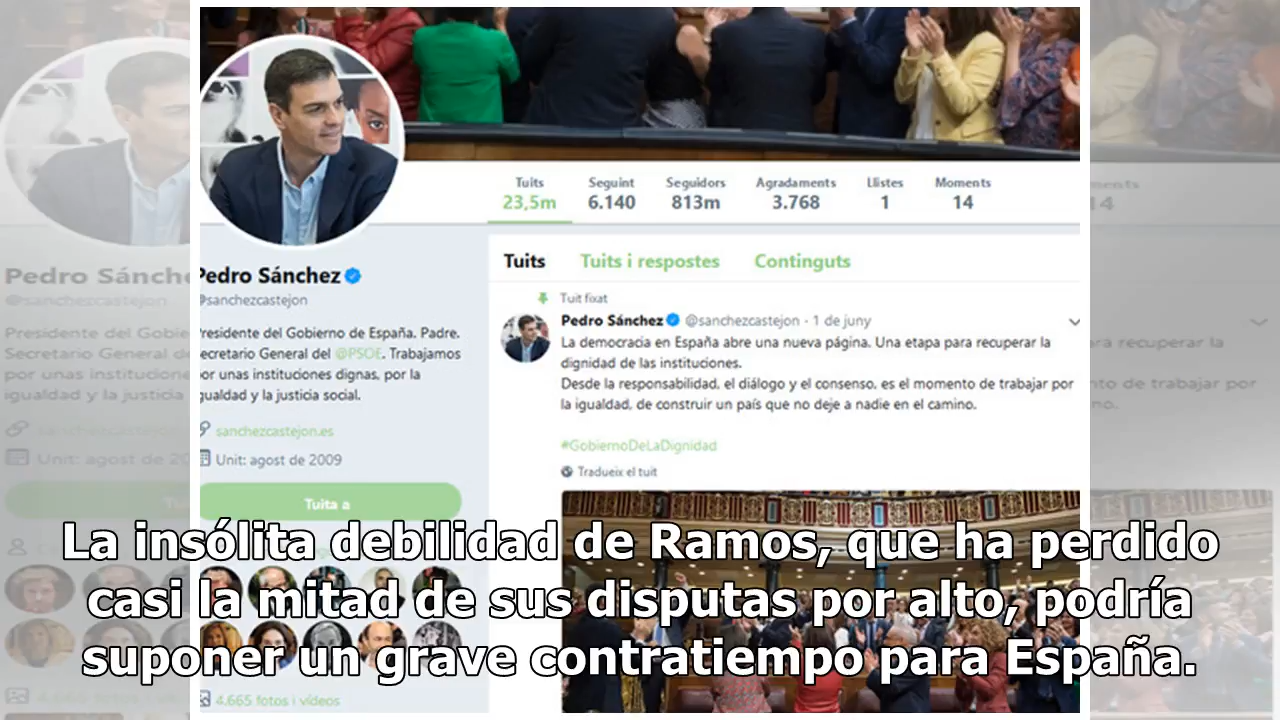 Tuits Seguint Seguidors Agradaments Llistes Moments
23,5m 6.140 813m 3.768 1 14
Pedro Sánchez
@sanchezcastejon
Presidente del Gobierno de España. Padre.
Secretario General del @PSOE. Trabajamos
por unas instituciones dignas, por la
igualdad y la justicia social.
sanchezcastejon.es
Unit: agost de 2009
Tuita a
4.665 fotos i vídeos
Tuits Tuits i respostes Continguts
Tuit fixat
Pedro Sánchez @sanchezcastejon · 1 de juny
La democracia en España abre una nueva página. Una etapa para recuperar la
dignidad de las instituciones.
Desde la responsabilidad, el diálogo y el consenso, es el momento de trabajar por
la igualdad, de construir un país que no deje a nadie en el camino.
#GobiernoDeLaDignidad
Tradueix el tuit
La insólita debilidad de Ramos, que ha perdido
casi la mitad de sus disputas por alto, podría
suponer un grave contratiempo para España.